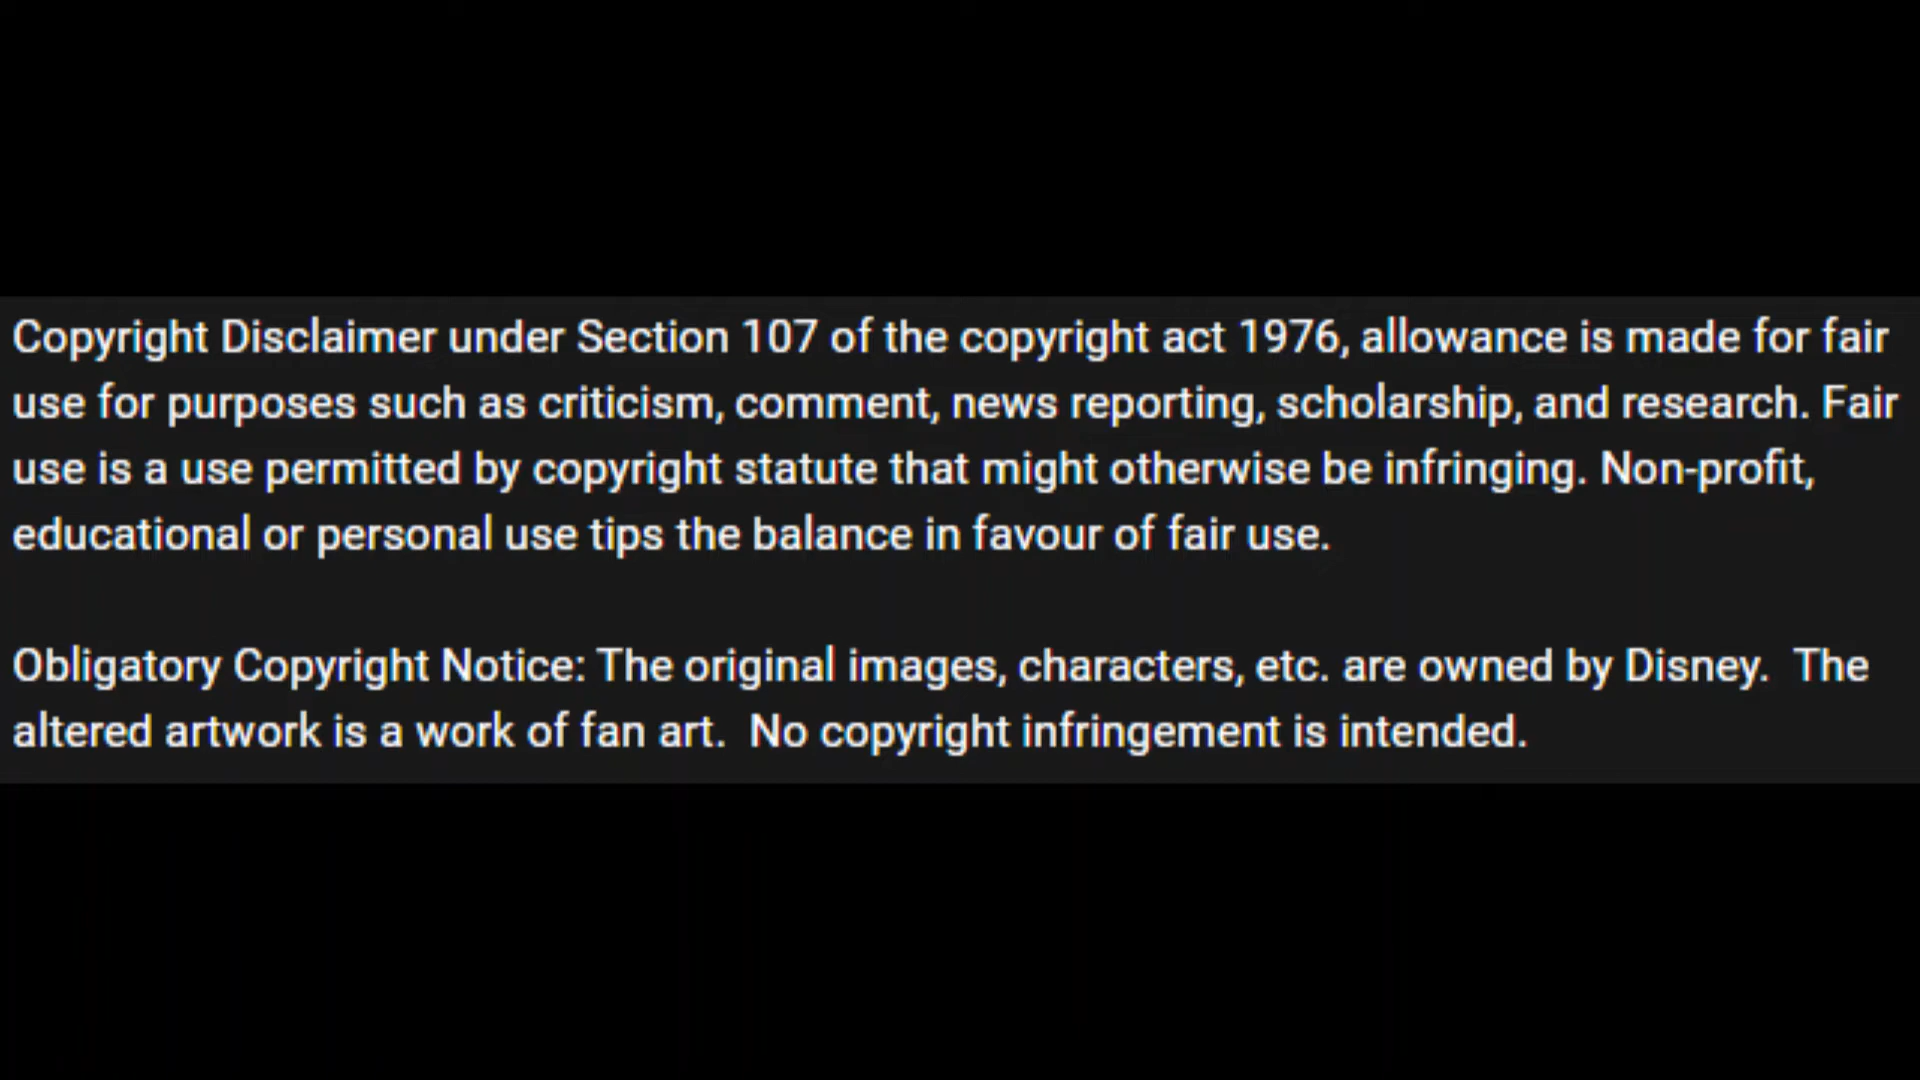 Copyright Disclaimer under Section 107 of the copyright act 1976, allowance is made for fair
use for purposes such as criticism, comment, news reporting, scholarship, and research. Fair
use is a use permitted by copyright statute that might otherwise be infringing. Non-profit,
educational or personal use tips the balance in favour of fair use.
Obligatory Copyright Notice: The original images, characters, etc. are owned by Disney.  The
altered artwork is a work of fan art.  No copyright infringement is intended.